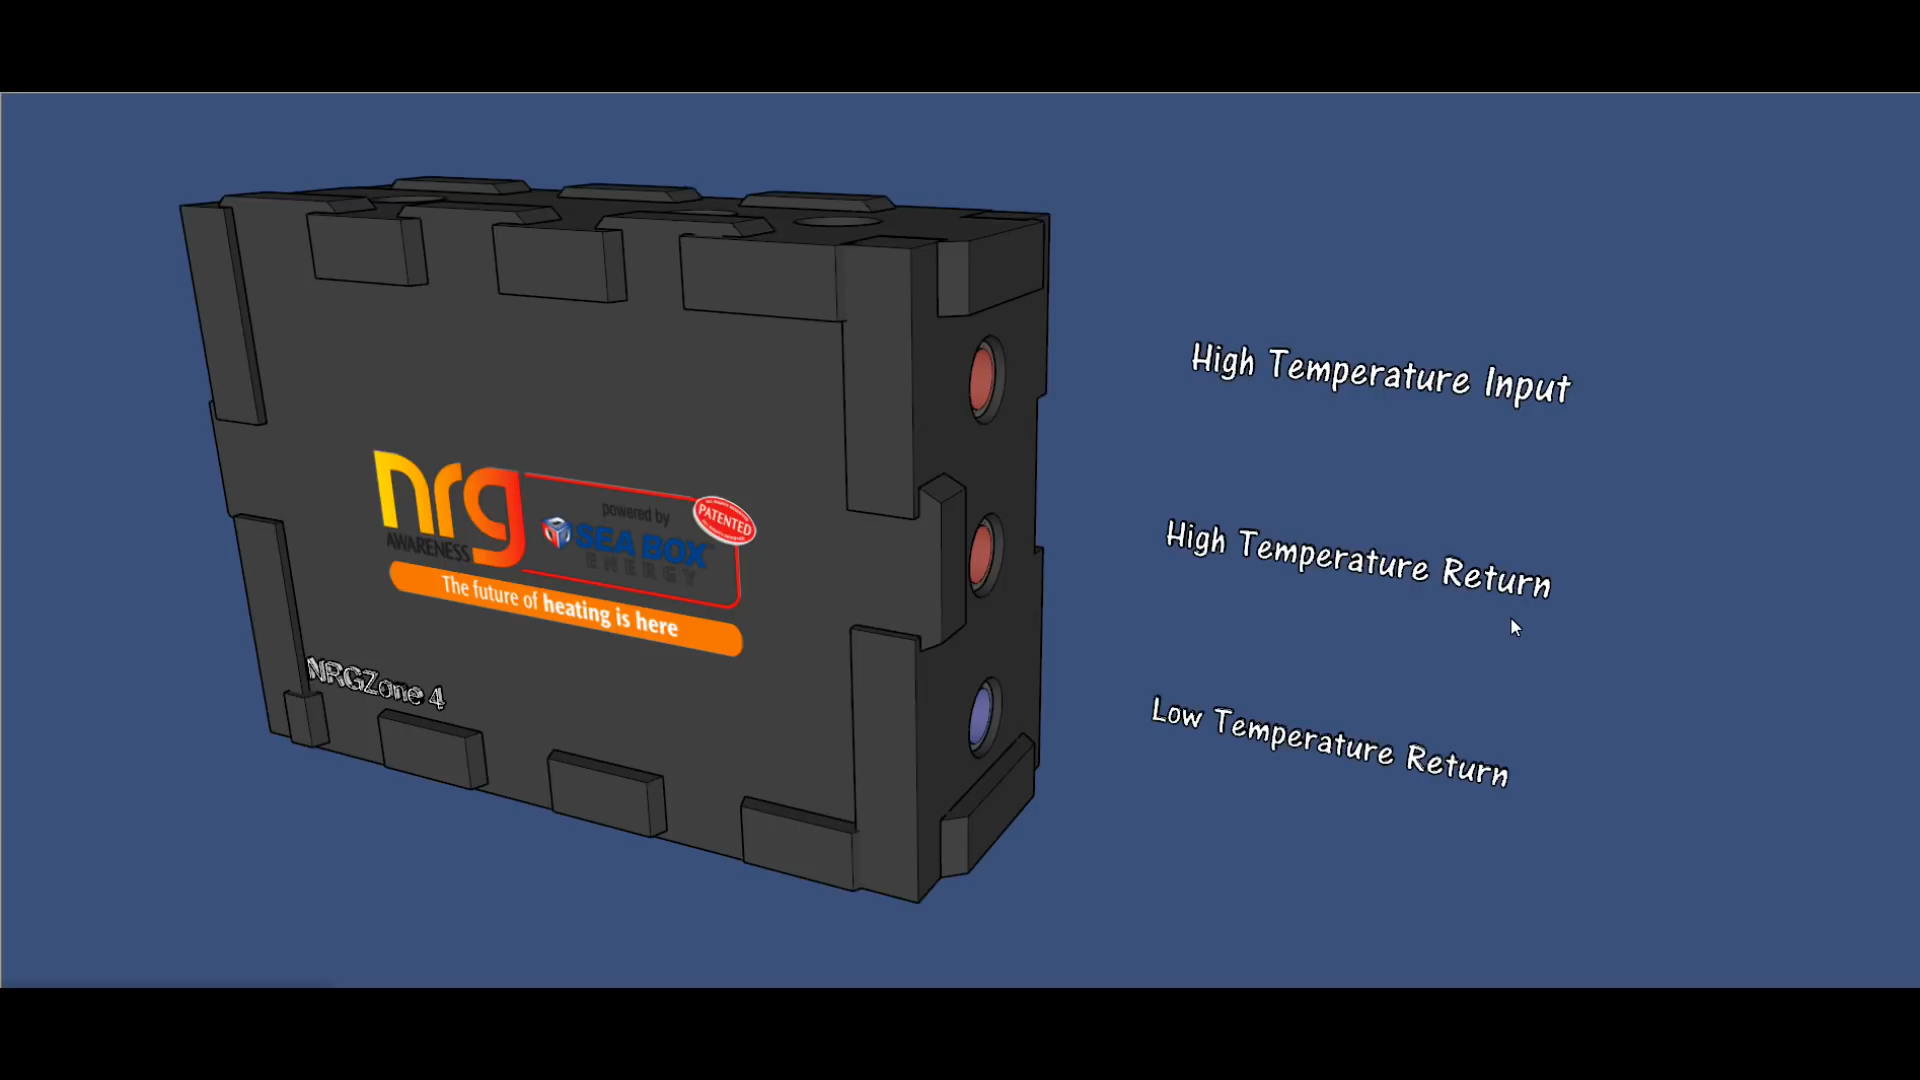 High Temperature Input
nrg
AWARENESS
powered by
SEA BOX
ENERGY
PATENTED
The future of heating is here
High Temperature Return
NRGZone 4
Low Temperature Return